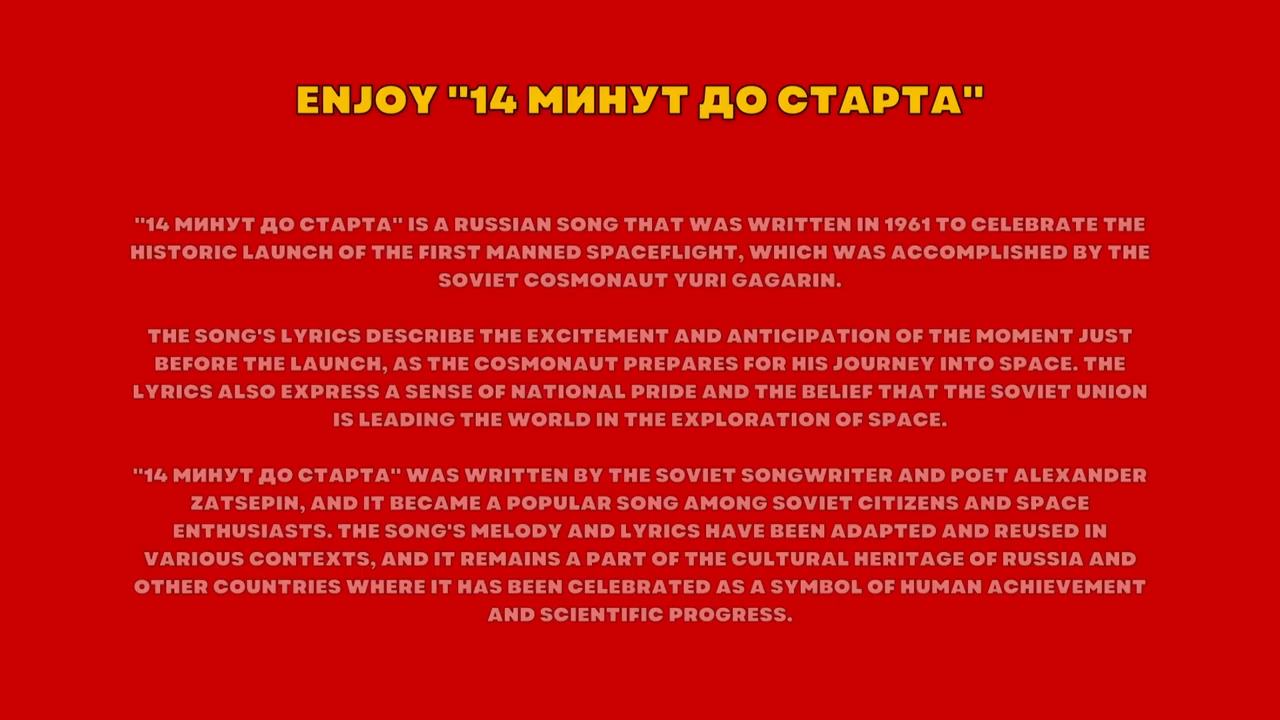 ENJOY "14 МИНУТ ДО СТАРТА"
"14 МИНУТ ДО СТАРТА" IS A RUSSIAN SONG THAT WAS WRITTEN IN 1961 TO CELEBRATE THE
HISTORIC LAUNCH OF THE FIRST MANNED SPACEFLIGHT, WHICH WAS ACCOMPLISHED BY THE
SOVIET COSMONAUT YURI GAGARIN.
THE SONG'S LYRICS DESCRIBE THE EXCITEMENT AND ANTICIPATION OF THE MOMENT JUST
BEFORE THE LAUNCH, AS THE COSMONAUT PREPARES FOR HIS JOURNEY INTO SPACE. THE
LYRICS ALSO EXPRESS A SENSE OF NATIONAL PRIDE AND THE BELIEF THAT THE SOVIET UNION
IS LEADING THE WORLD IN THE EXPLORATION OF SPACE.
"14 МИНУТ ДО СТАРТА" WAS WRITTEN BY THE SOVIET SONGWRITER AND POET ALEXANDER
ZATSEPIN, AND IT BECAME A POPULAR SONG AMONG SOVIET CITIZENS AND SPACE
ENTHUSIASTS. THE SONG'S MELODY AND LYRICS HAVE BEEN ADAPTED AND REUSED IN
VARIOUS CONTEXTS, AND IT REMAINS A PART OF THE CULTURAL HERITAGE OF RUSSIA AND
OTHER COUNTRIES WHERE IT HAS BEEN CELEBRATED AS A SYMBOL OF HUMAN ACHIEVEMENT
AND SCIENTIFIC PROGRESS.